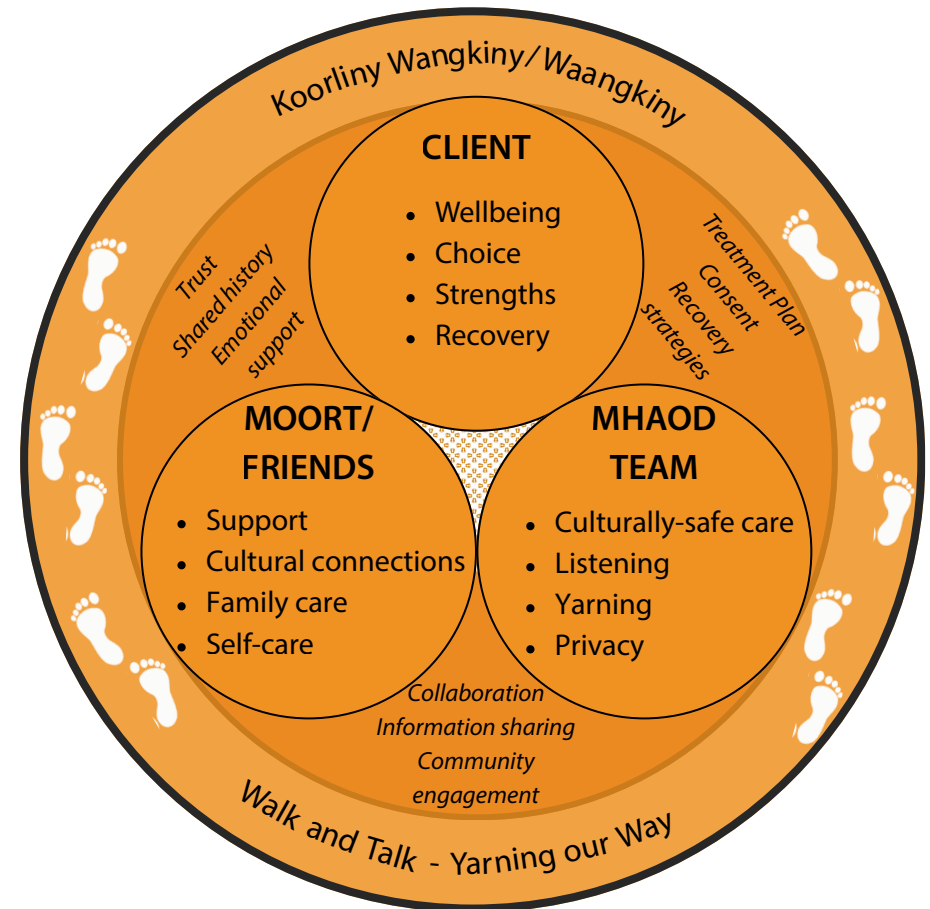 Koorliny Wangkiny/Waangkiny
CLIENT
• Wellbeing
• Choice
• Strengths
• Recovery
Trust
Shared history
Emotional
support
Treatment Plan
Consent
Recovery
strategies
MOORT/
FRIENDS
• Support
• Cultural connections
• Family care
• Self-care
MHAOD
TEAM
• Culturally-safe care
• Listening
• Yarning
• Privacy
Collaboration
Information sharing
Community
engagement
Walk and Talk - Yarning our Way